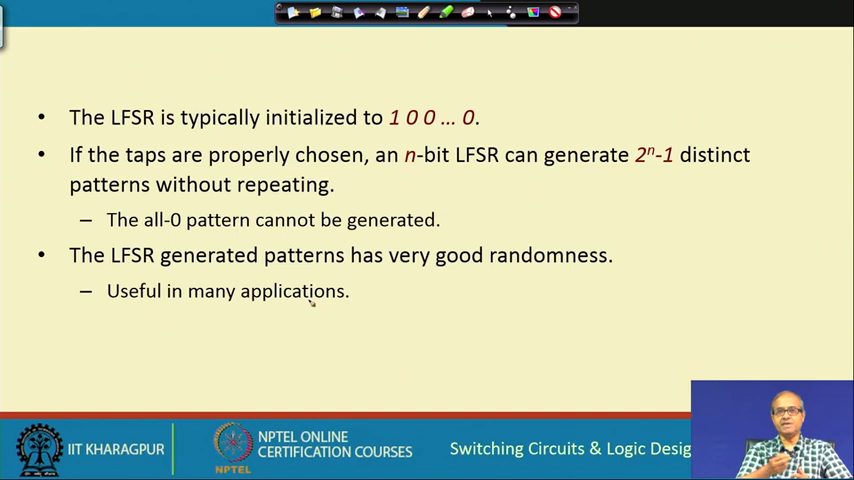 • The LFSR is typically initialized to 1 0 0 … 0.
• If the taps are properly chosen, an n-bit LFSR can generate 2ⁿ-1 distinct
patterns without repeating.
– The all-0 pattern cannot be generated.
• The LFSR generated patterns has very good randomness.
– Useful in many applications.
IIT KHARAGPUR
NPTEL
NPTEL ONLINE
CERTIFICATION COURSES
Switching Circuits & Logic Desig